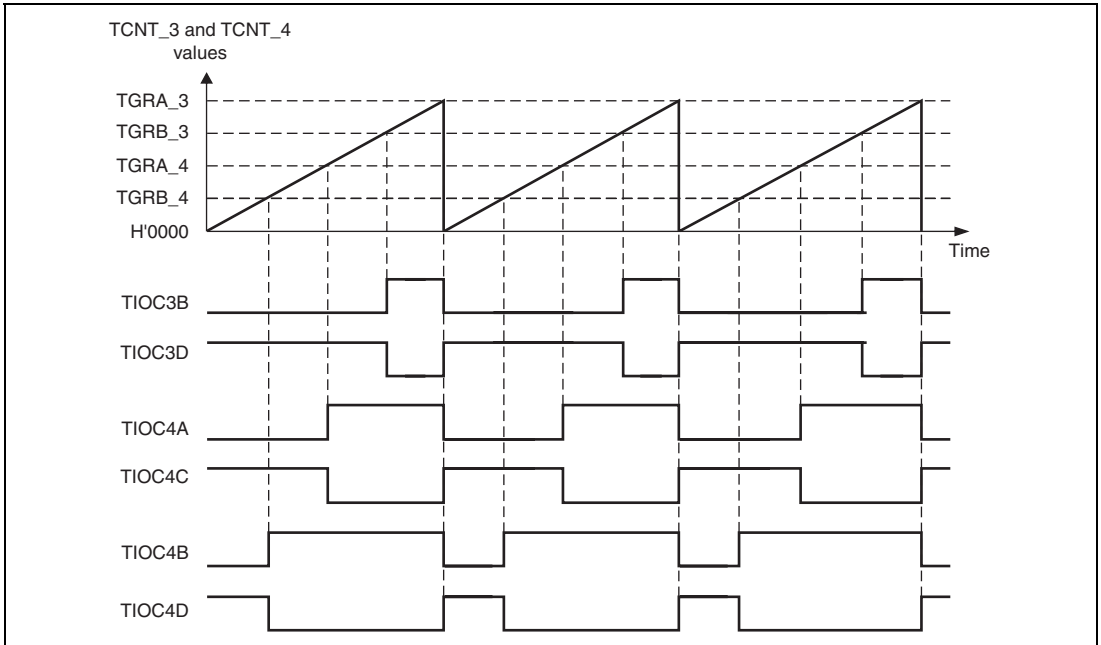 TCNT_3 and TCNT_4
values
TGRA_3
TGRB_3
TGRA_4
TGRB_4
H'0000
Time
TIOC3B
TIOC3D
TIOC4A
TIOC4C
TIOC4B
TIOC4D